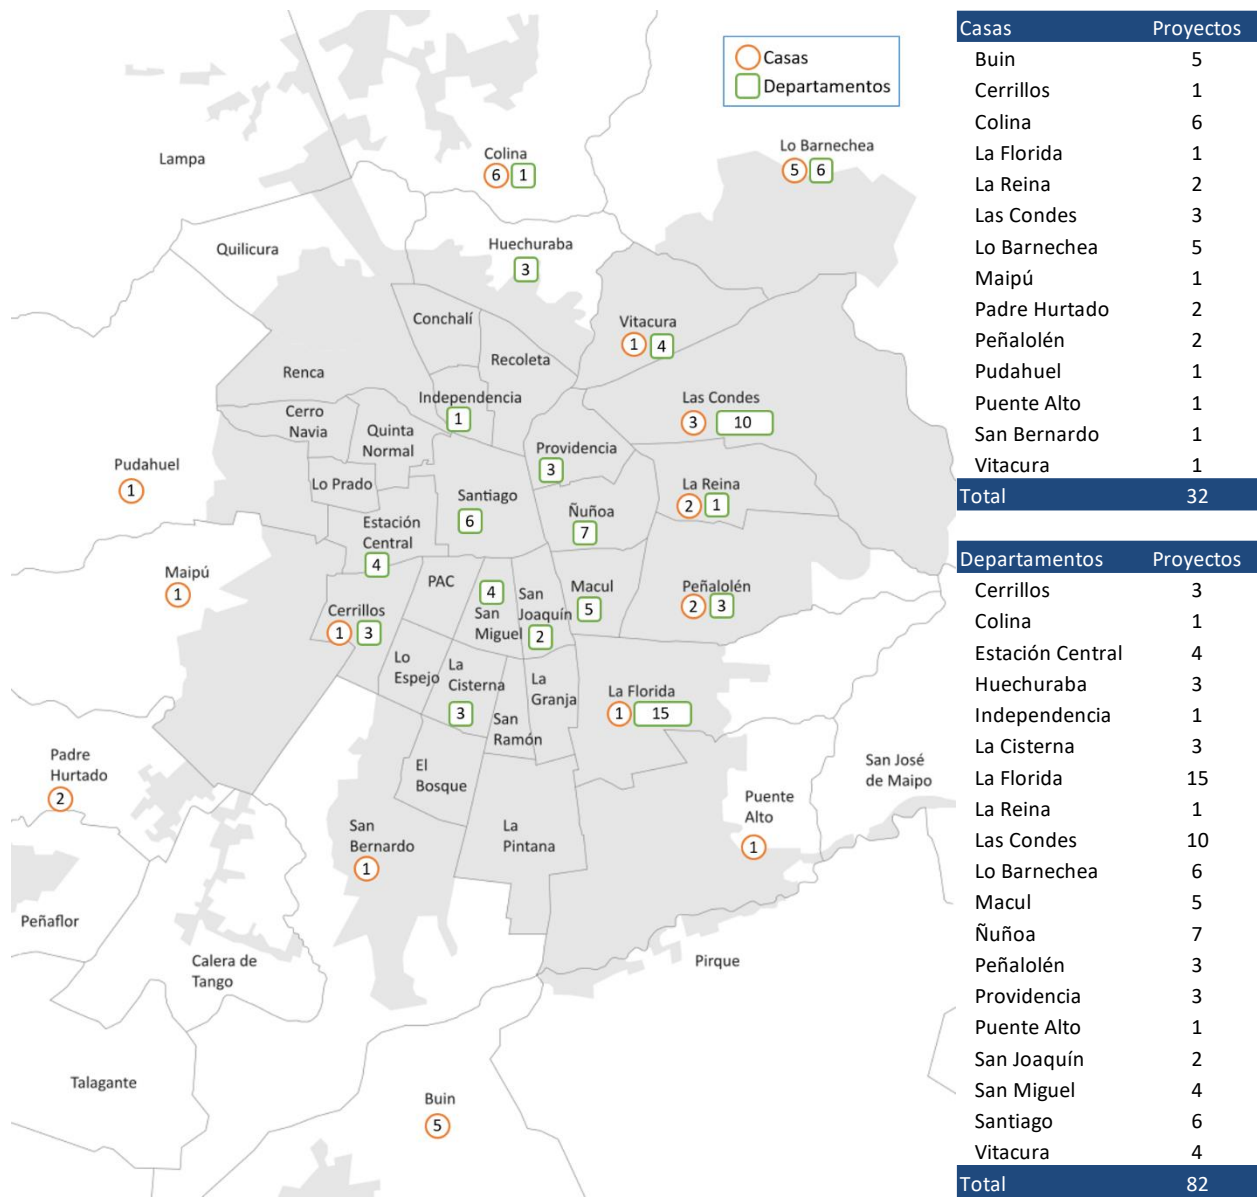 Casas
Departamentos
Lampa
Colina
6 1
Lo Barnechea
5 6
Quilicura
Huechuraba
3
Conchalí
Vitacura
1 4
Recoleta
Renca
Independencia
1
Las Condes
3 10
Cerro
Navia
Quinta
Normal
Providencia
3
Pudahuel
1
Lo Prado
Santiago
6
La Reina
2 1
Ñuñoa
7
Estación
Central
4
Maipú
1
PAC
4
San
Miguel
San
Joaquín
2
Macul
5
Peñalolén
2 3
Cerrillos
1 3
Lo
Espejo
La
Cisterna
3
La
Granja
La Florida
1 15
San
Ramón
Padre
Hurtado
2
El
Bosque
San José
de Maipo
Puente
Alto
1
San
Bernardo
1
La
Pintana
Peñaflor
Calera de
Tango
Pirque
Talagante
Buin
5
Casas Proyectos
Buin 5
Cerrillos 1
Colina 6
La Florida 1
La Reina 2
Las Condes 3
Lo Barnechea 5
Maipú 1
Padre Hurtado 2
Peñalolén 2
Pudahuel 1
Puente Alto 1
San Bernardo 1
Vitacura 1
Total 32
Departamentos Proyectos
Cerrillos 3
Colina 1
Estación Central 4
Huechuraba 3
Independencia 1
La Cisterna 3
La Florida 15
La Reina 1
Las Condes 10
Lo Barnechea 6
Macul 5
Ñuñoa 7
Peñalolén 3
Providencia 3
Puente Alto 1
San Joaquín 2
San Miguel 4
Santiago 6
Vitacura 4
Total 82